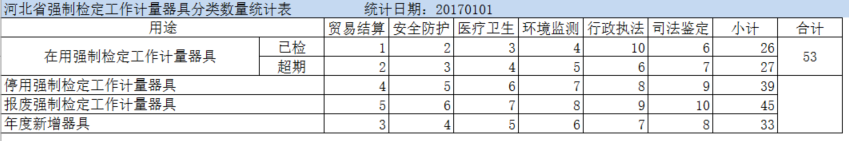 河北省强制检定工作计量器具分类数量统计表 统计日期：20170101
用途 贸易结算 安全防护 医疗卫生 环境监测 行政执法 司法鉴定 小计 合计
在用强制检定工作计量器具 已检 1 2 3 4 10 6 26 53
超期 2 3 4 5 6 7 27
停用强制检定工作计量器具 4 5 6 7 8 9 39
报废强制检定工作计量器具 5 6 7 8 9 10 45
年度新增器具 3 4 5 6 7 8 33